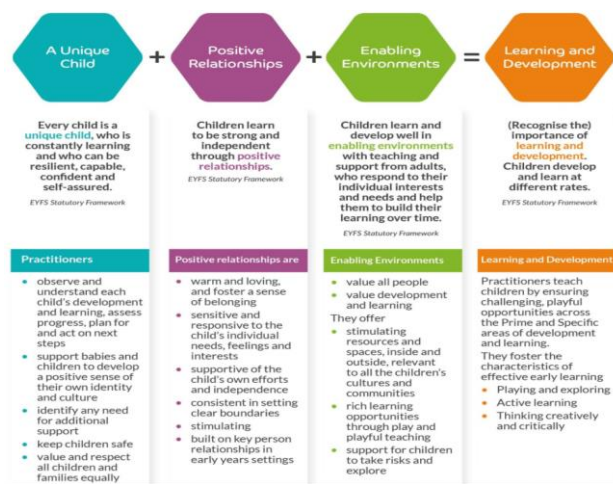 A Unique
Child
+
Positive
Relationships
+
Enabling
Environments
=
Learning and
Development
Every child is a
unique child, who is
constantly learning
and who can be
resilient, capable,
confident and
self-assured.
EYFS Statutory Framework
Children learn
to be strong and
independent
through positive
relationships.
EYFS Statutory Framework
Children learn and
develop well in
enabling environments
with teaching and
support from adults,
who respond to their
individual interests
and needs and help
them to build their
learning over time.
EYFS Statutory Framework
(Recognise the)
importance of
learning and
development.
Children develop
and learn at
different rates.
EYFS Statutory Framework
Practitioners
• observe and
understand each
child's development
and learning, assess
progress, plan for
and act on next
steps
• support babies and
children to develop
a positive sense of
their own identity
and culture
• identify any need
for additional
support
• keep children safe
• value and respect
all children and
families equally
Positive relationships are
• warm and loving,
and foster a sense
of belonging
• sensitive and
responsive to the
child's individual
needs, feelings and
interests
• supportive of the
child's own efforts
and independence
• consistent in setting
clear boundaries
• stimulating
• built on key person
relationships in
early years settings
Enabling Environments
• value all people
• value development and
learning
They offer
• stimulating
resources and
spaces, inside and
outside, relevant to
all the children's
cultures and
communities
• rich learning
opportunities
through play and
playful teaching
• support for children
to take risks and
explore
Learning and Development
Practitioners teach
children by ensuring
challenging, playful
opportunities across
the Prime and Specific
areas of development
and learning.
They foster the
characteristics of
effective early learning
• Playing and exploring
• Active learning
• Thinking creatively
and critically